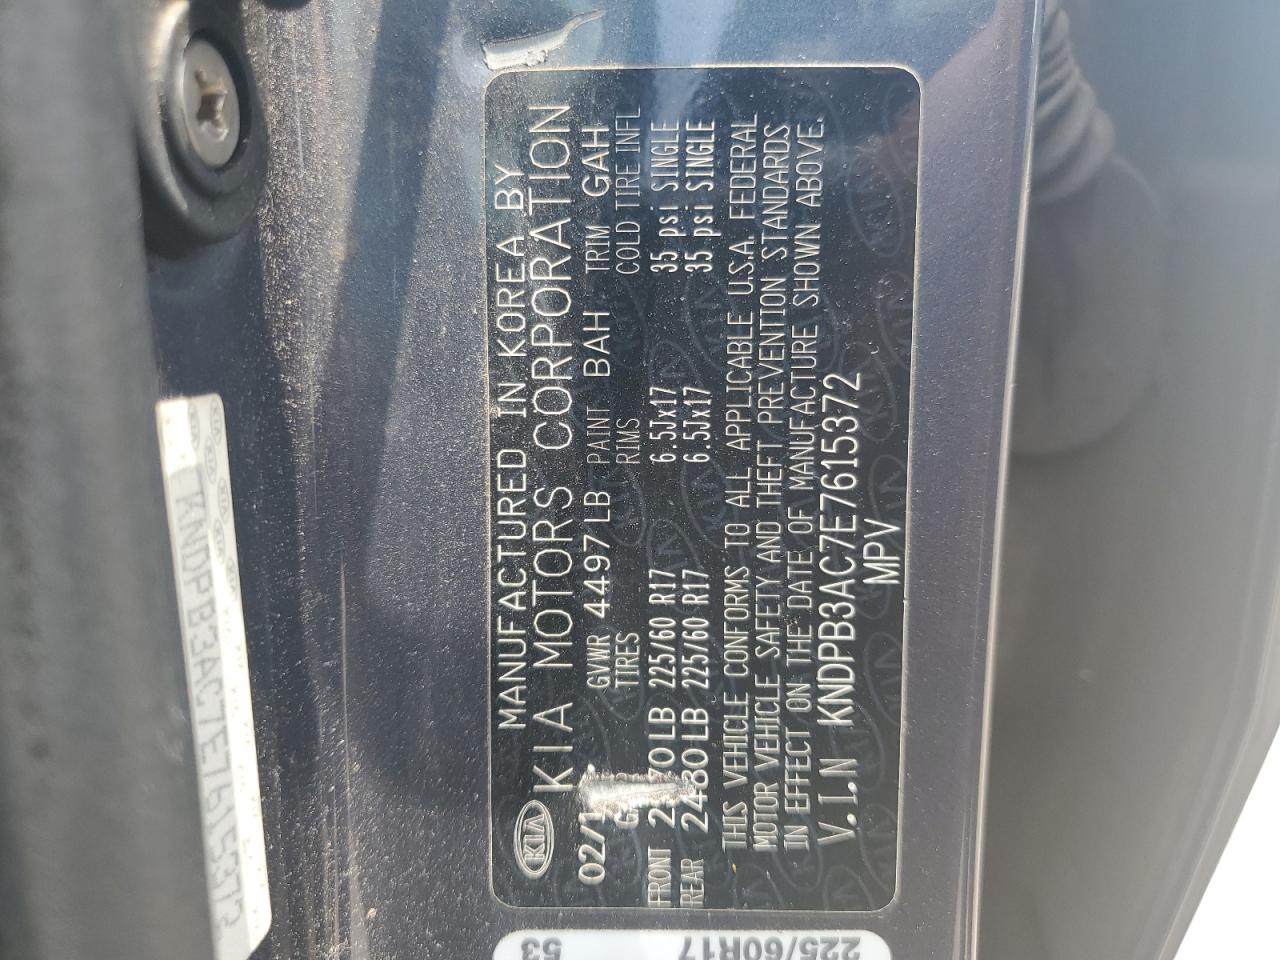 MANUFACTURED IN KOREA BY
KIA KIA MOTORS CORPORATION
GVWR 4497 LB PAINT BAH TRIM GAH
TIRES RIMS COLD TIRE INFL
FRONT LB 225/60 R17 6.5Jx17 35 psi SINGLE
REAR 2480 LB 225/60 R17 6.5Jx17 35 psi SINGLE
THIS VEHICLE CONFORMS TO ALL APPLICABLE U.S.A. FEDERAL
MOTOR VEHICLE SAFETY AND THEFT PREVENTION STANDARDS
IN EFFECT ON THE DATE OF MANUFACTURE SHOWN ABOVE.
V.I.N KNDPB3AC7E7615372
MPV
KNDPB3AC7E7615372
225/60R17
53